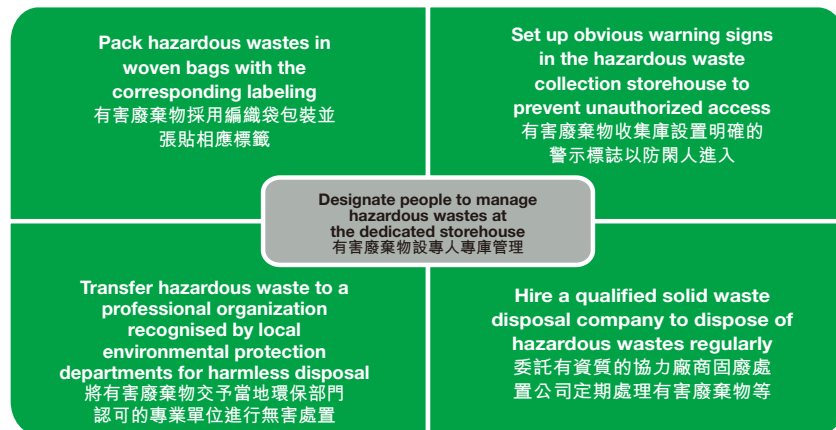 Pack hazardous wastes in
woven bags with the
corresponding labeling
有害廢棄物採用編織袋包裝並
張貼相應標籤
Set up obvious warning signs
in the hazardous waste
collection storehouse to
prevent unauthorized access
有害廢棄物收集庫設置明確的
警示標誌以防閑人進入
Designate people to manage
hazardous wastes at
the dedicated storehouse
有害廢棄物設專人專庫管理
Transfer hazardous waste to a
professional organization
recognised by local
environmental protection
departments for harmless disposal
將有害廢棄物交予當地環保部門
認可的專業單位進行無害處置
Hire a qualified solid waste
disposal company to dispose of
hazardous wastes regularly
委託有資質的協力廠商固廢處
置公司定期處理有害廢棄物等